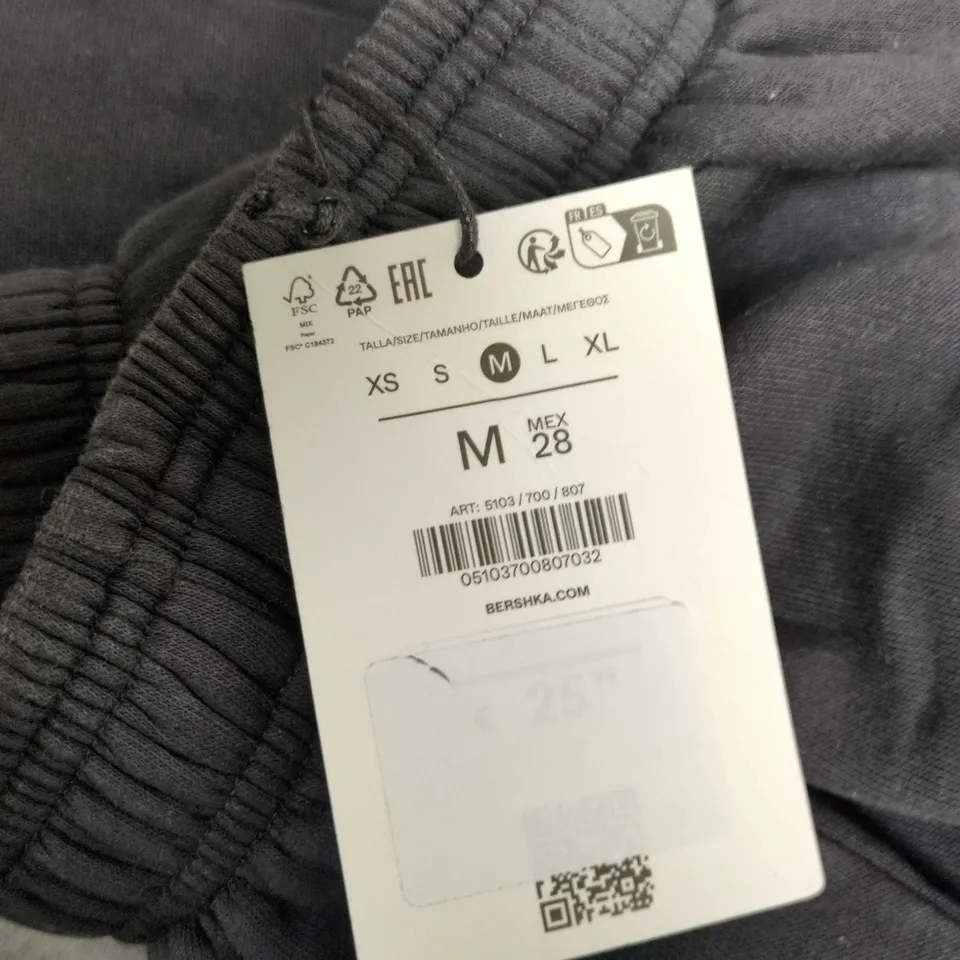 FR ES
FSC
MIX
Paper
FSC® C184372
22
PAP
EAC
TALLA/SIZE/TAMANHO/TAILLE/MAAT/ΜΕΓΕΘΟΣ
XS S M L XL
M MEX 28
ART: 5103 / 700 / 807
05103700807032
BERSHKA.COM
€ 25